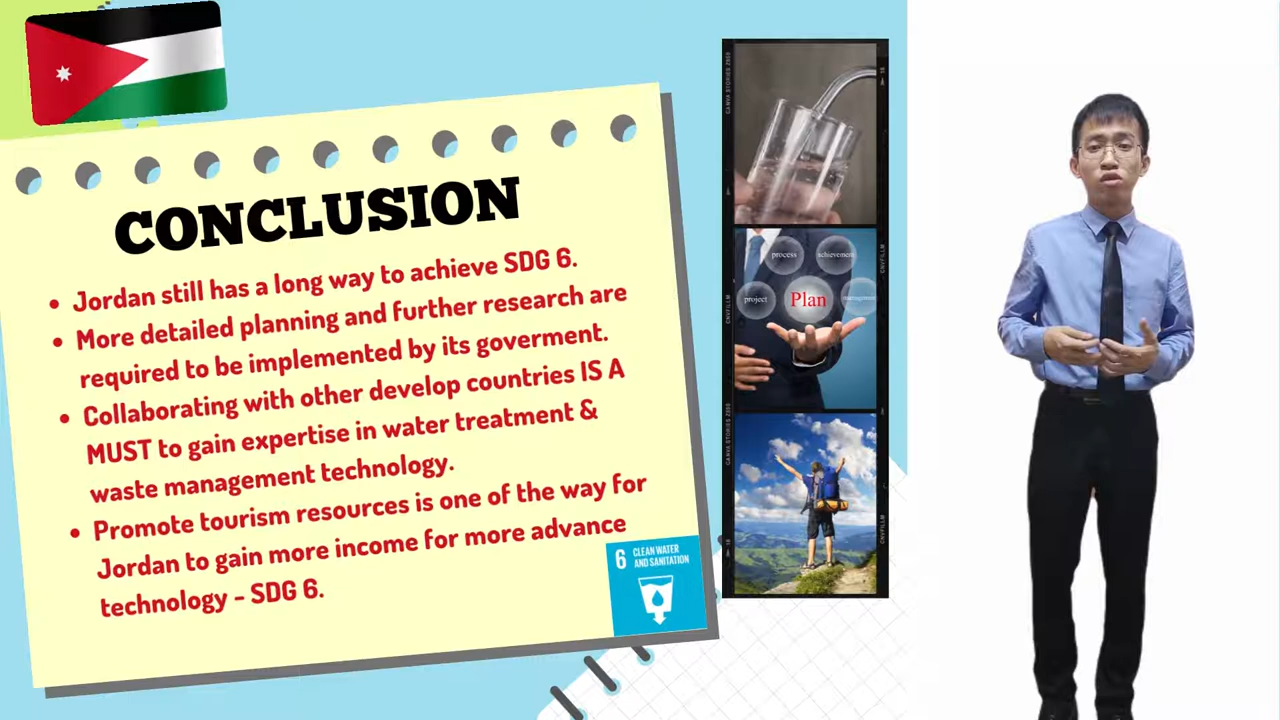 CONCLUSION
Jordan still has a long way to achieve SDG 6.
More detailed planning and further research are
required to be implemented by its goverment.
Collaborating with other develop countries IS A
MUST to gain expertise in water treatment &
waste management technology.
Promote tourism resources is one of the way for
Jordan to gain more income for more advance
technology - SDG 6.
6 CLEAN WATER
AND SANITATION
process achievement
project Plan management